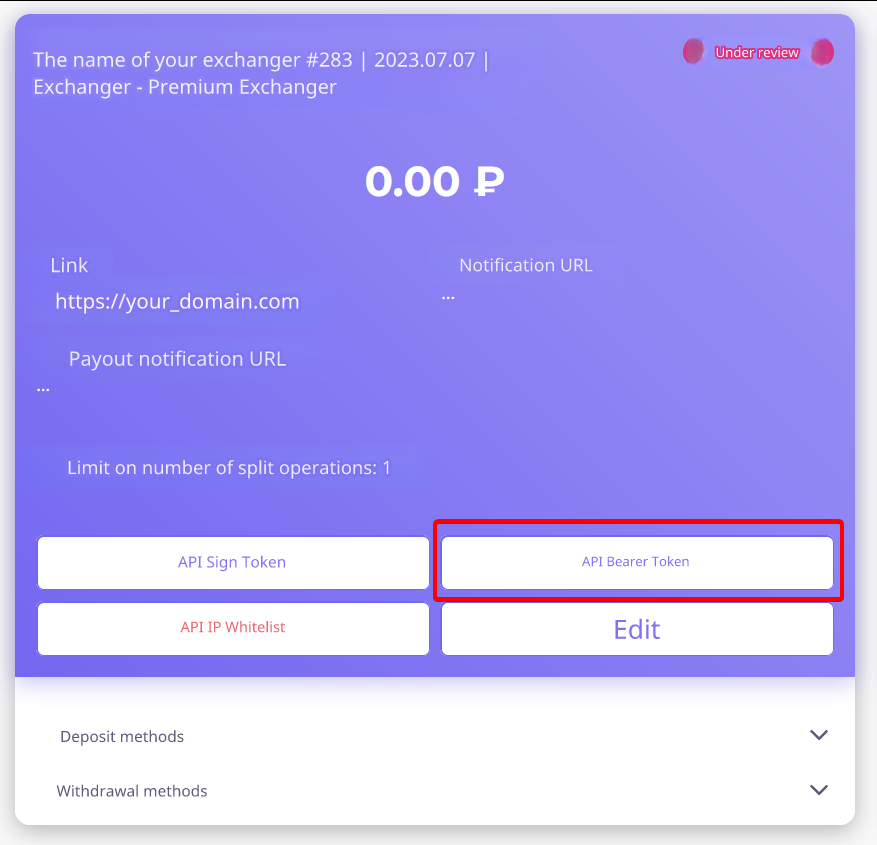 The name of your exchanger #283 | 2023.07.07 |
Exchanger - Premium Exchanger
Under review
0.00 ₽
Link
Notification URL
https://your_domain.com
...
Payout notification URL
...
Limit on number of split operations: 1
API Sign Token
API Bearer Token
API IP Whitelist
Edit
Deposit methods
Withdrawal methods